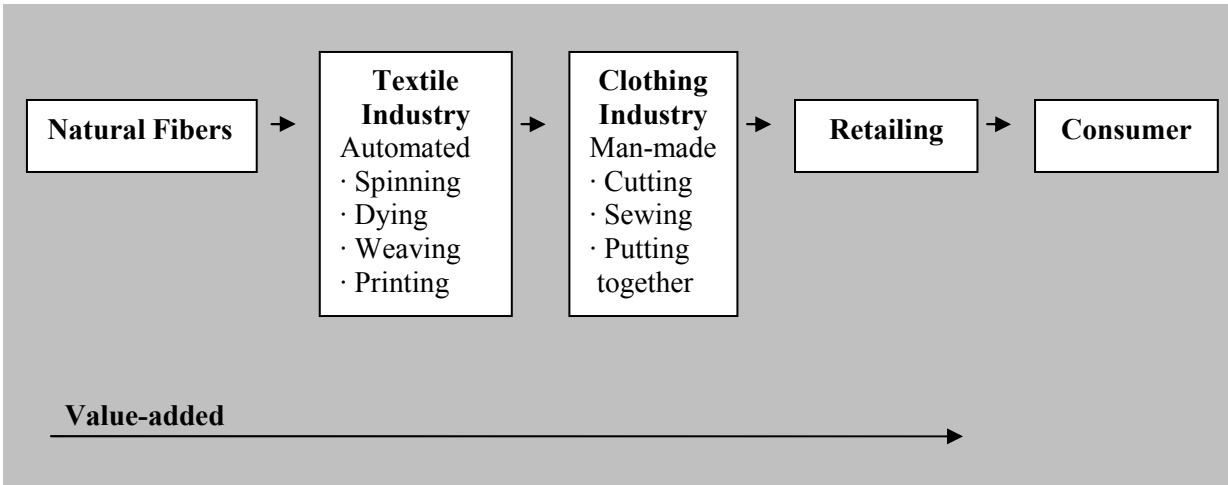 Natural Fibers
Textile
Industry
Automated
· Spinning
· Dying
· Weaving
· Printing
Clothing
Industry
Man-made
· Cutting
· Sewing
· Putting
together
Retailing
Consumer
Value-added